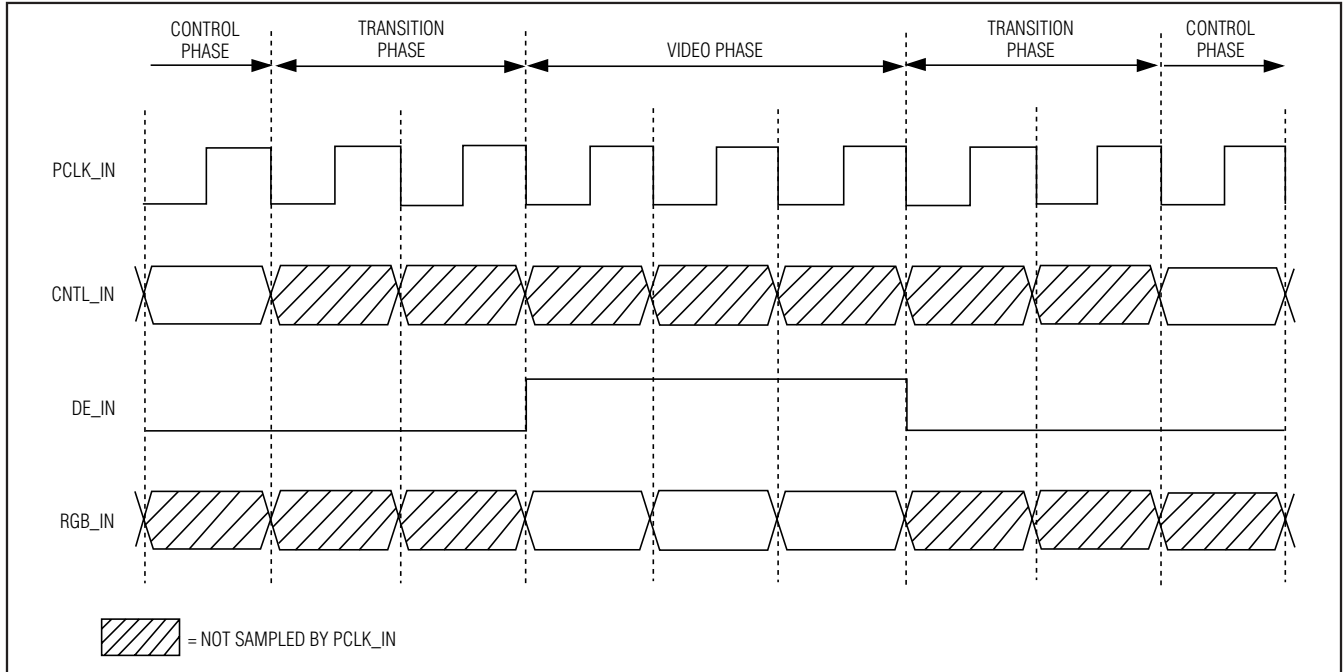 CONTROL
PHASE
TRANSITION
PHASE
VIDEO PHASE
TRANSITION
PHASE
CONTROL
PHASE
PCLK_IN
CNTL_IN
DE_IN
RGB_IN
= NOT SAMPLED BY PCLK_IN